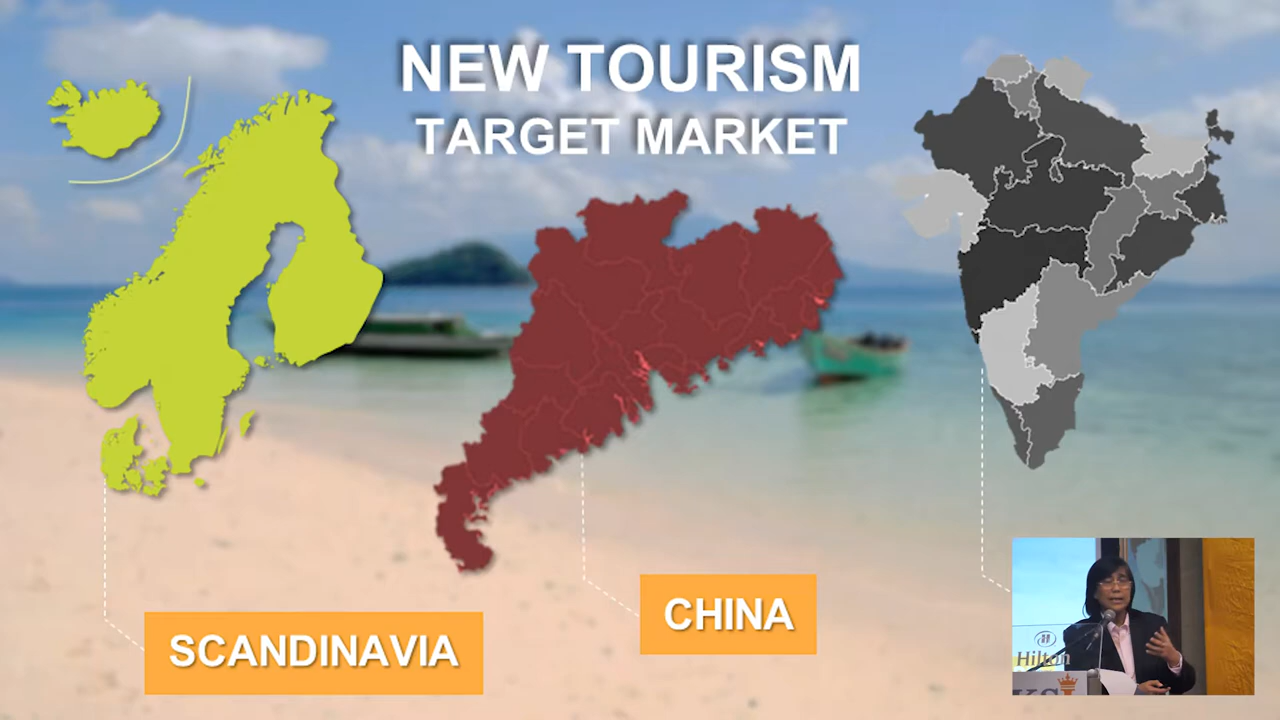 NEW TOURISM
TARGET MARKET
SCANDINAVIA
CHINA
Hilton